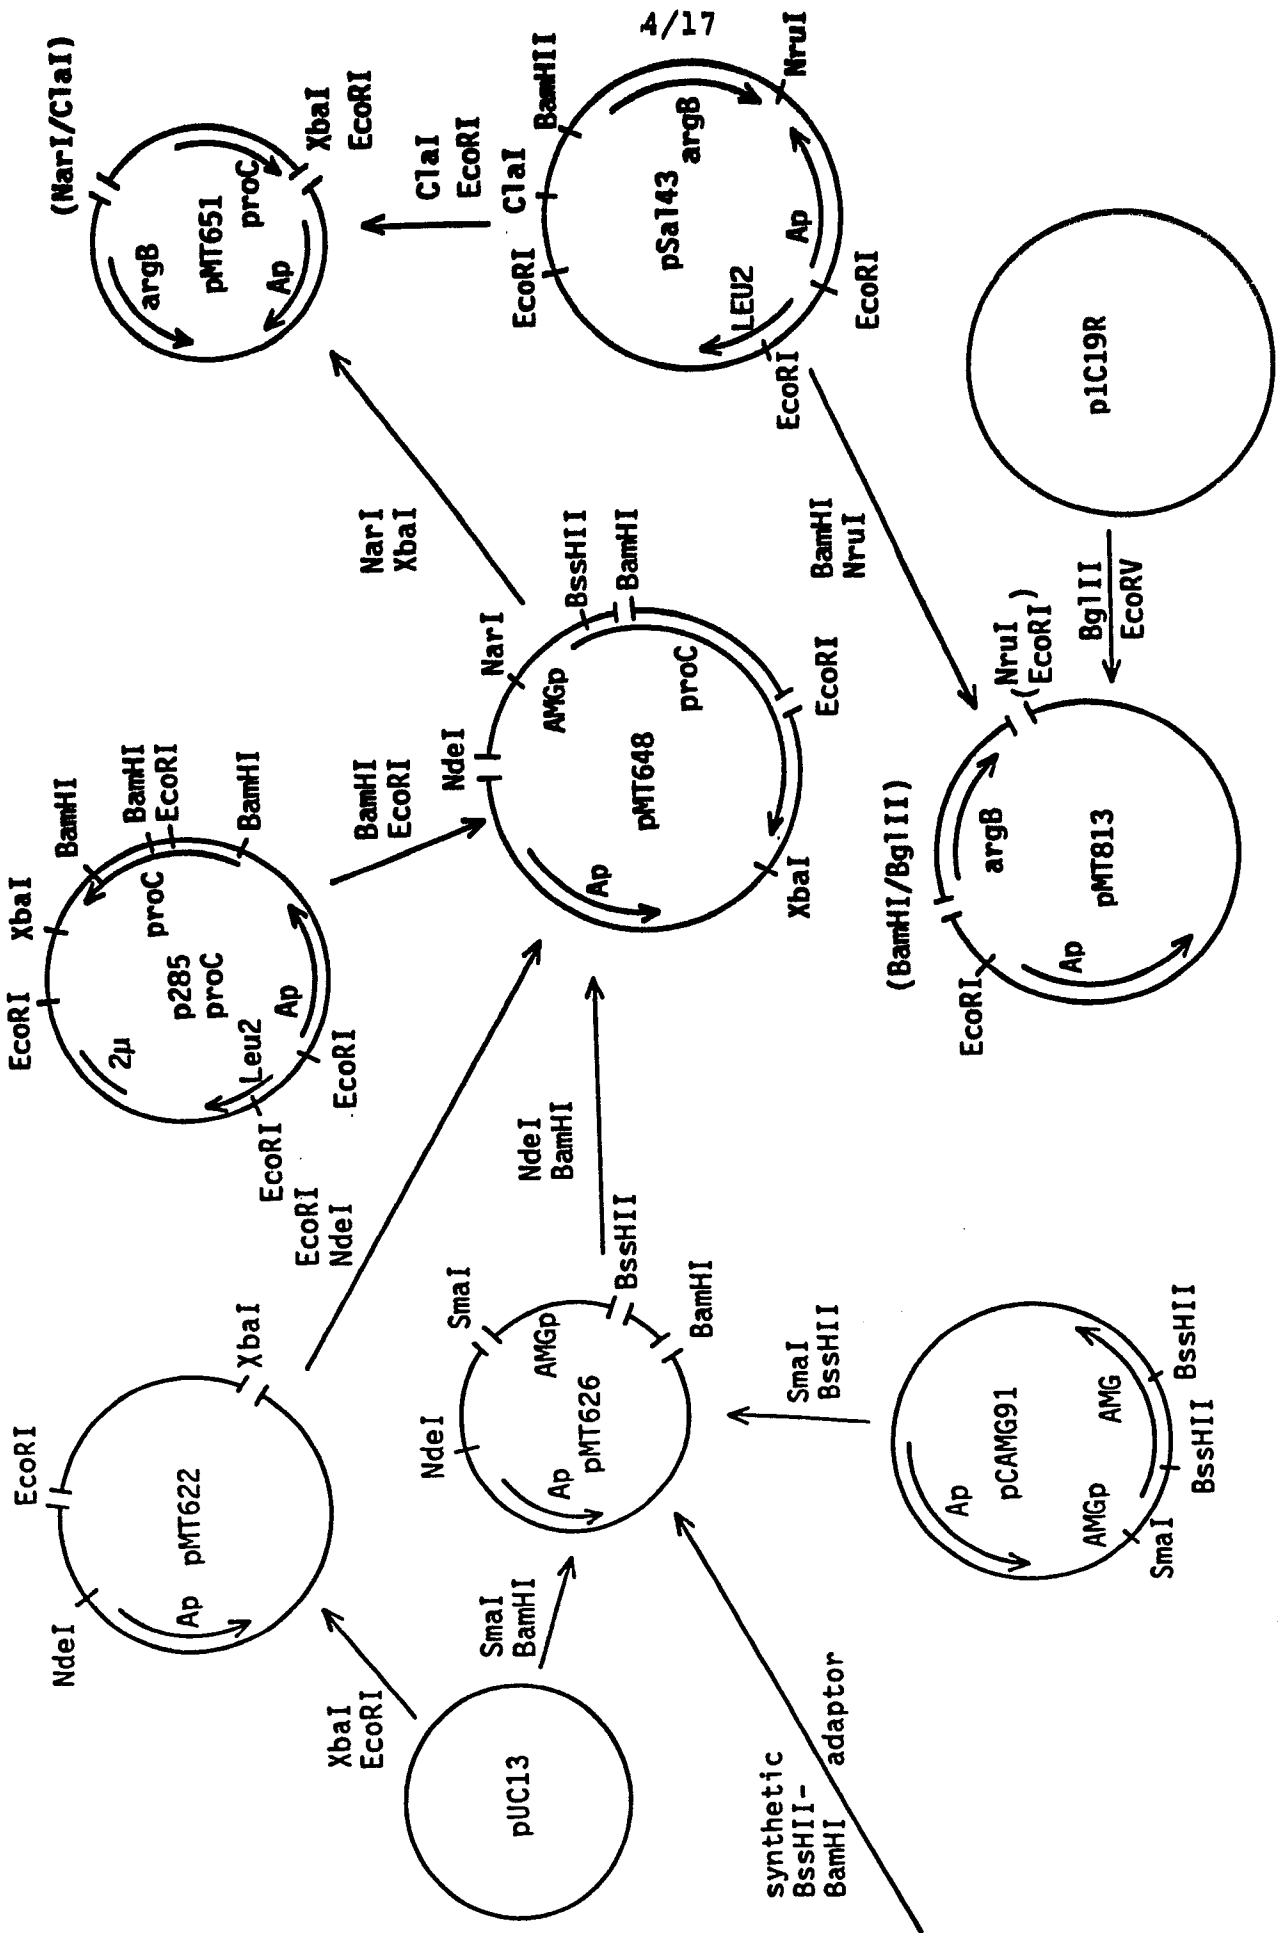 4/17
pUC13
XbaI
EcoRI
SmaI
BamHI
synthetic
BssHII-
BamHI
adaptor
NdeI
EcoRI
XbaI
Ap
pMT622
NdeI
SmaI
BssHII
BamHI
AMGp
Ap
pMT626
SmaI
BssHII
Ap
pCAMG91
AMGp
AMG
SmaI
BssHII
BssHII
EcoRI
NdeI
NdeI
BamHI
EcoRI
XbaI
BamHI
BamHI
EcoRI
BamHI
EcoRI
EcoRI
2μ
p285
proC
proC
Leu2
Ap
BamHI
EcoRI
NdeI
NarI
BssHII
BamHI
EcoRI
XbaI
AMGp
proC
Ap
pMT648
NarI
XbaI
(NarI/ClaI)
XbaI
EcoRI
argB
pMT651
proC
Ap
ClaI
EcoRI
EcoRI
ClaI
BamHII
NruI
EcoRI
EcoRI
pSal43
argB
LEU2
Ap
BamHI
NruI
(BamHI/BglII)
(NruI
EcoRI)
EcoRI
argB
Ap
pMT813
BglII
EcoRV
p1C19R